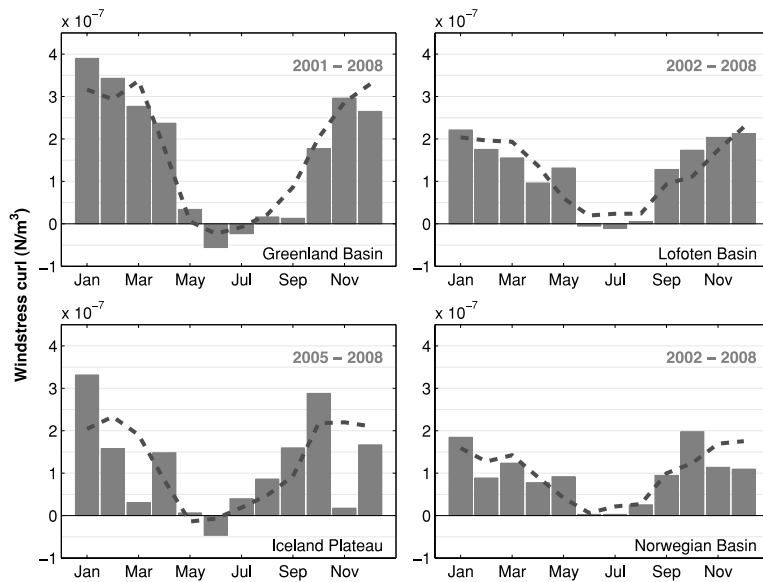 Windstress curl (N/m³)
x 10⁻⁷
4
3
2
1
0
−1
2001 − 2008
Greenland Basin
Jan Mar May Jul Sep Nov
x 10⁻⁷
4
3
2
1
0
−1
2002 − 2008
Lofoten Basin
Jan Mar May Jul Sep Nov
x 10⁻⁷
4
3
2
1
0
−1
2005 − 2008
Iceland Plateau
Jan Mar May Jul Sep Nov
x 10⁻⁷
4
3
2
1
0
−1
2002 − 2008
Norwegian Basin
Jan Mar May Jul Sep Nov